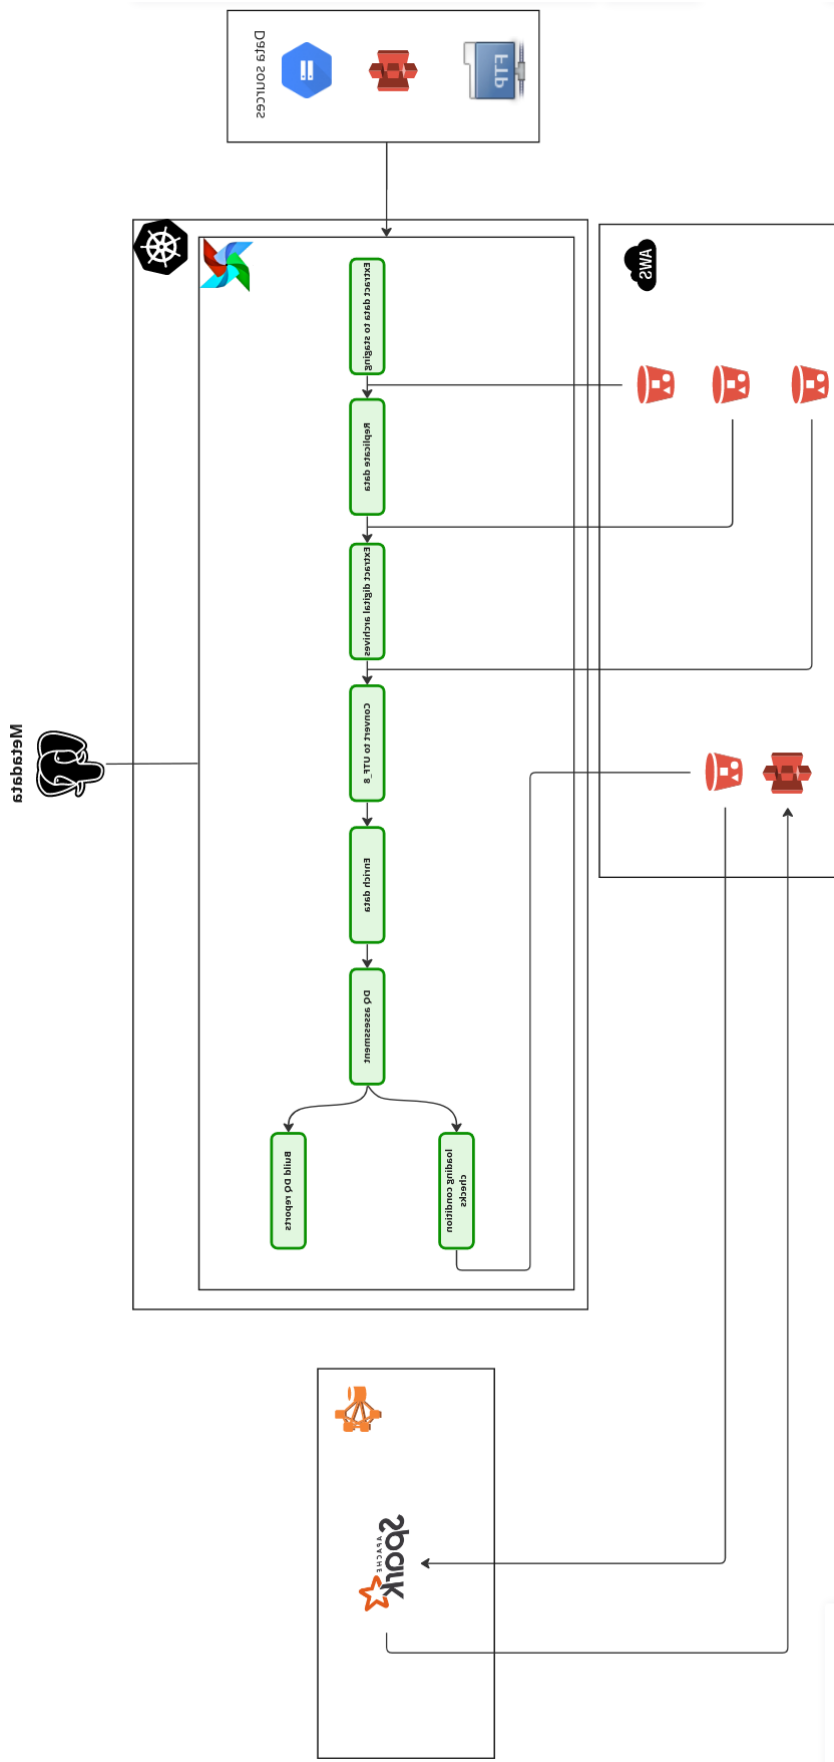 Data sources
FTP
AWS
Extract data to staging
Replicate data
Extract digital archives
Convert to UTF_8
Enrich data
DQ assessment
Build DQ reports
loading condition
checks
Metadata
APACHE
Spark